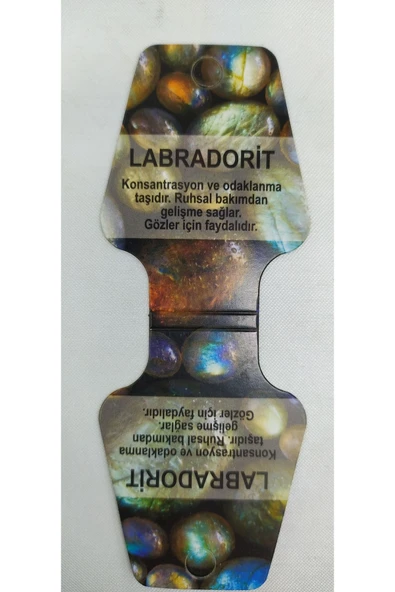 LABRADORİT
Konsantrasyon ve odaklanma
taşıdır. Ruhsal bakımdan
gelişme sağlar.
Gözler için faydalıdır.
LABRADORİT
Konsantrasyon ve odaklanma
taşıdır. Ruhsal bakımdan
gelişme sağlar.
Gözler için faydalıdır.